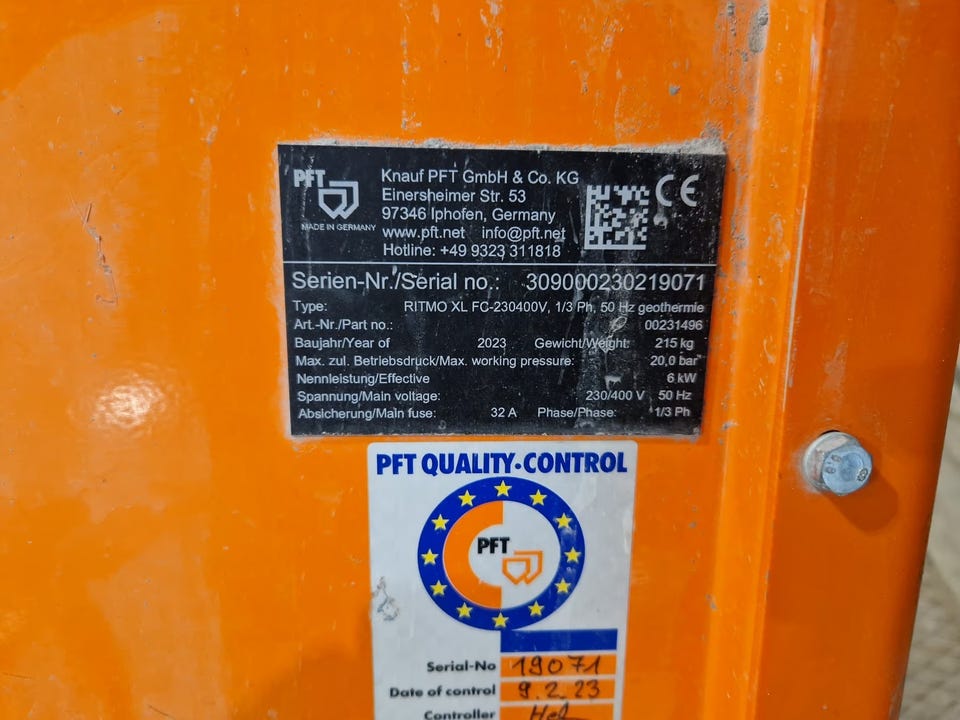 PFT
MADE IN GERMANY
Knauf PFT GmbH & Co. KG
Einersheimer Str. 53
97346 Iphofen, Germany
www.pft.net info@pft.net
Hotline: +49 9323 311818
CE
Serien-Nr./Serial no.: 309000230219071
Type: RITMO XL FC-230400V, 1/3 Ph, 50 Hz geothermie
Art.-Nr./Part no.: 00231496
Baujahr/Year of 2023 Gewicht/Weight: 215 kg
Max. zul. Betriebsdruck/Max. working pressure: 20,0 bar
Nennleistung/Effective 6 kW
Spannung/Main voltage: 230/400 V 50 Hz
Absicherung/Main fuse: 32 A Phase/Phase: 1/3 Ph
PFT QUALITY·CONTROL
PFT
Serial-No 19071
Date of control 9.2.23
Controller